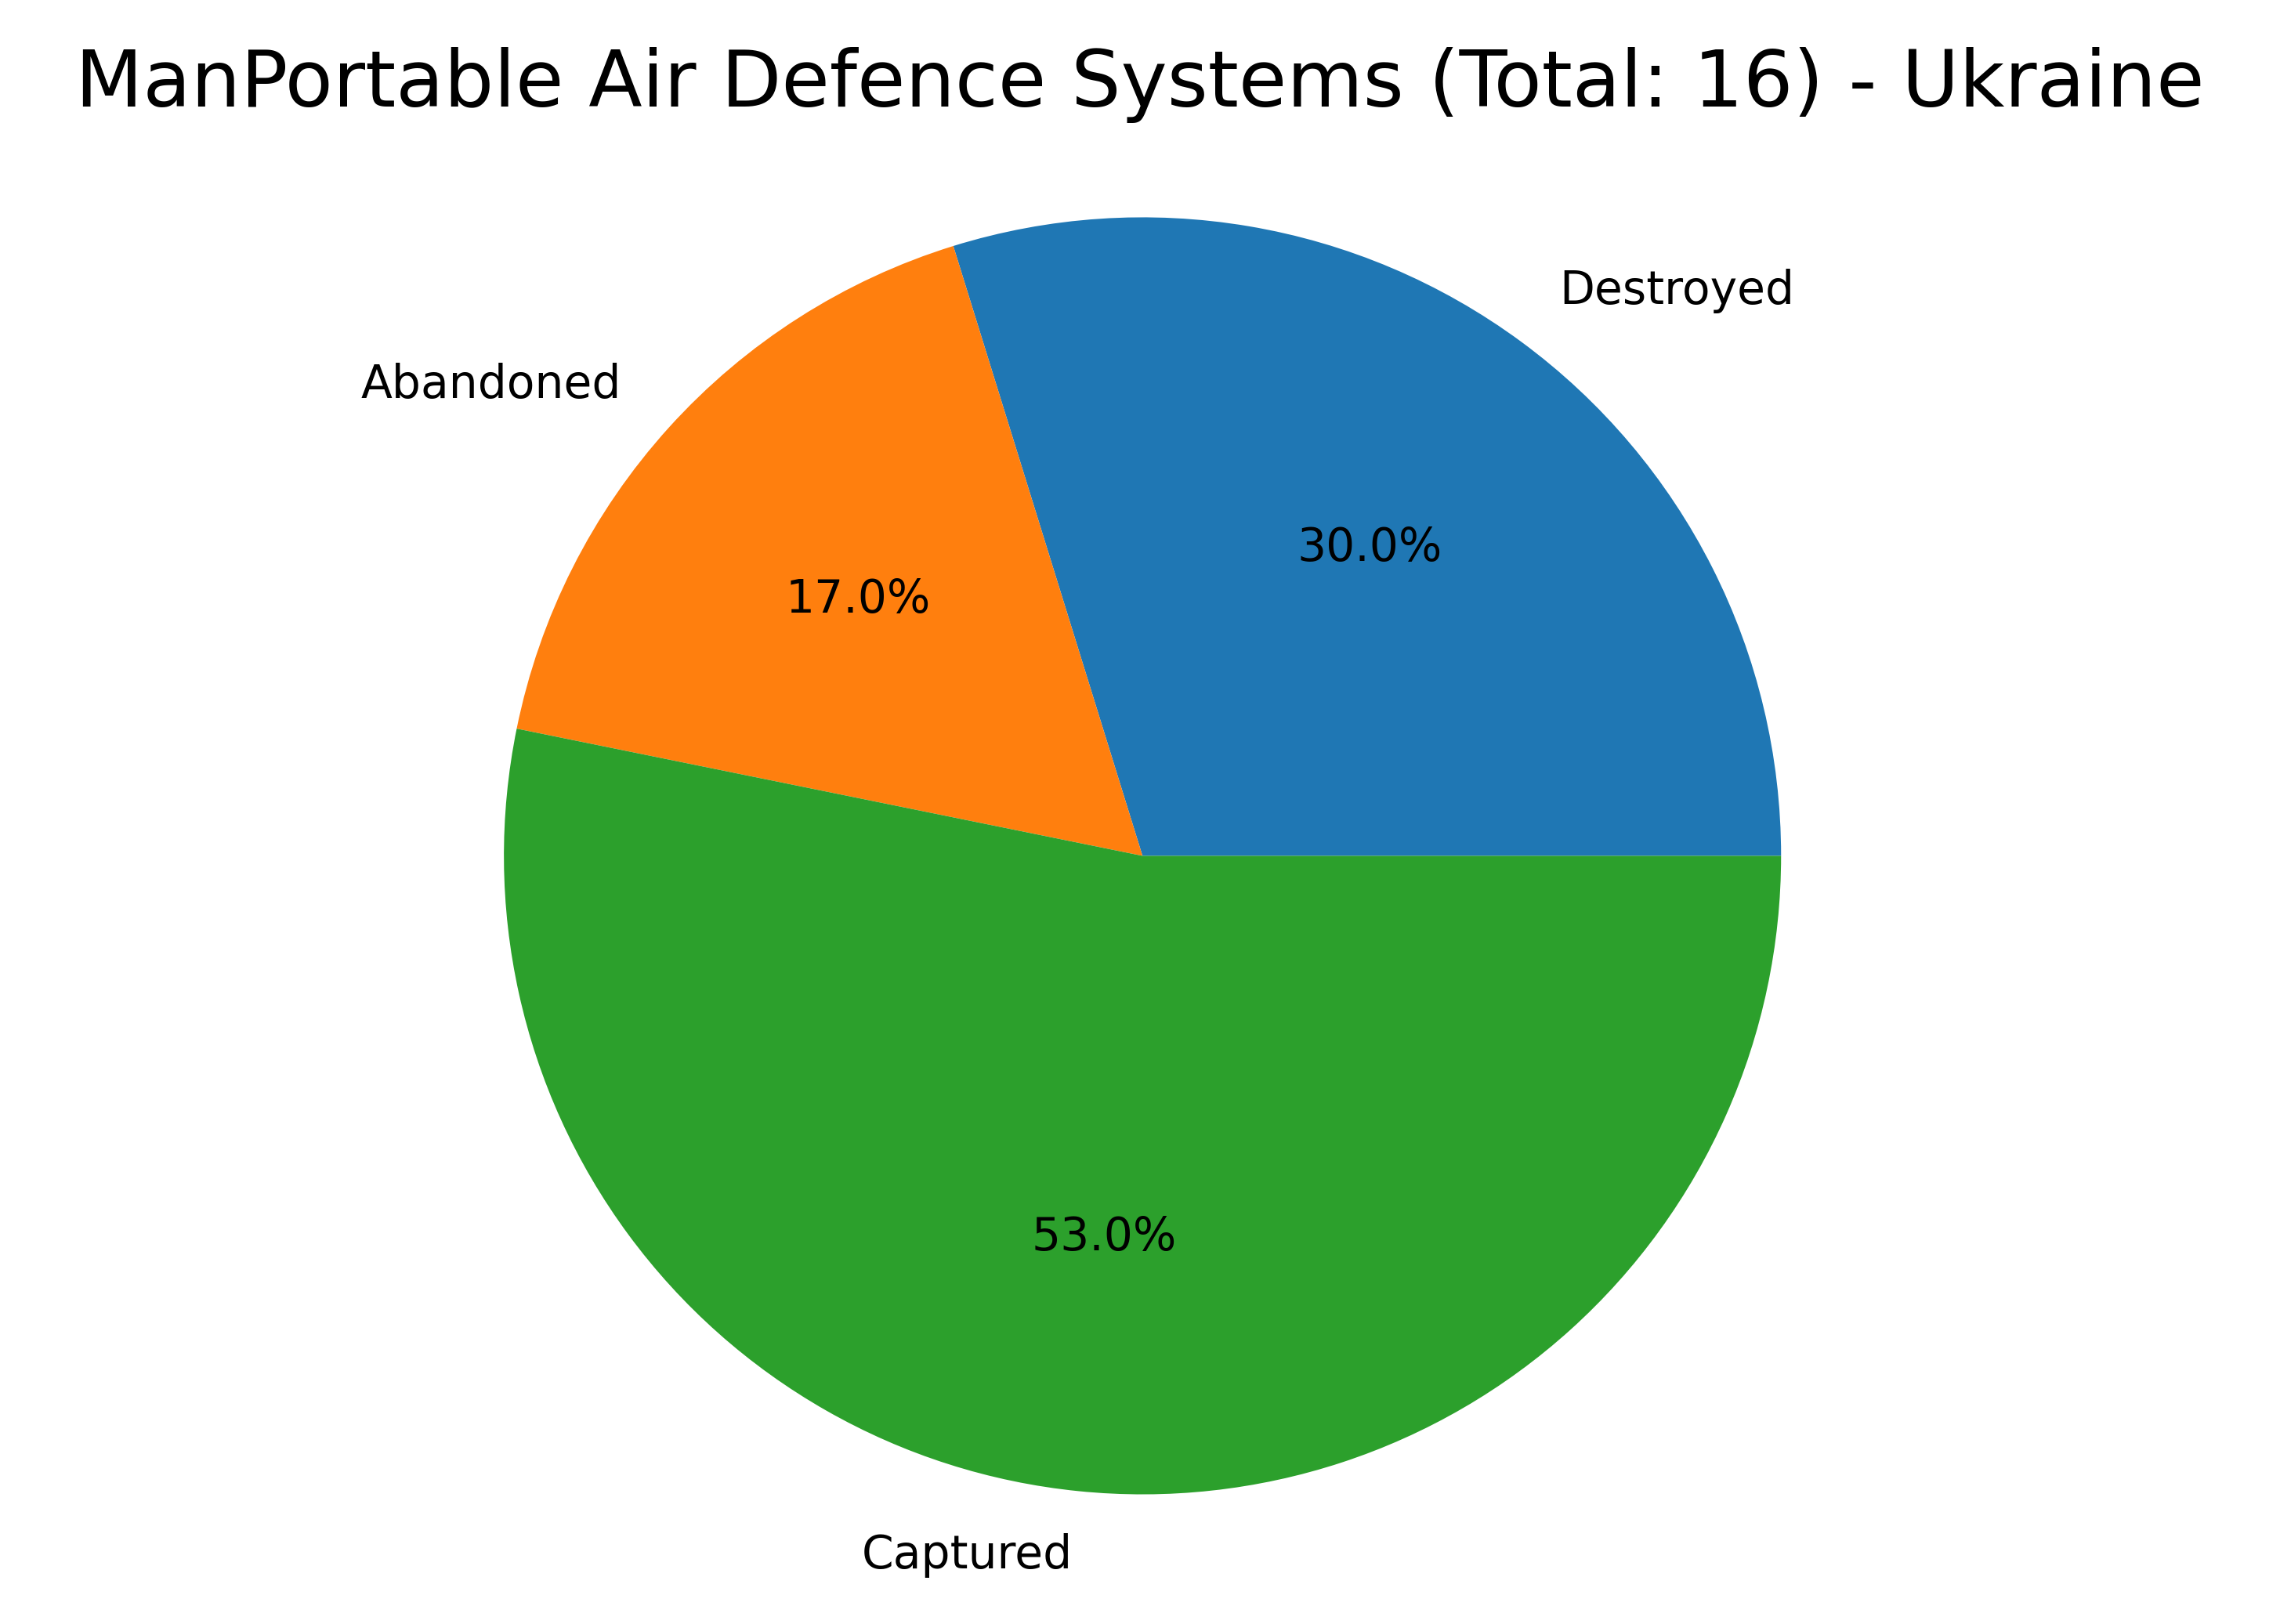 ManPortable Air Defence Systems (Total: 16) - Ukraine
Destroyed
Abandoned
30.0%
17.0%
53.0%
Captured